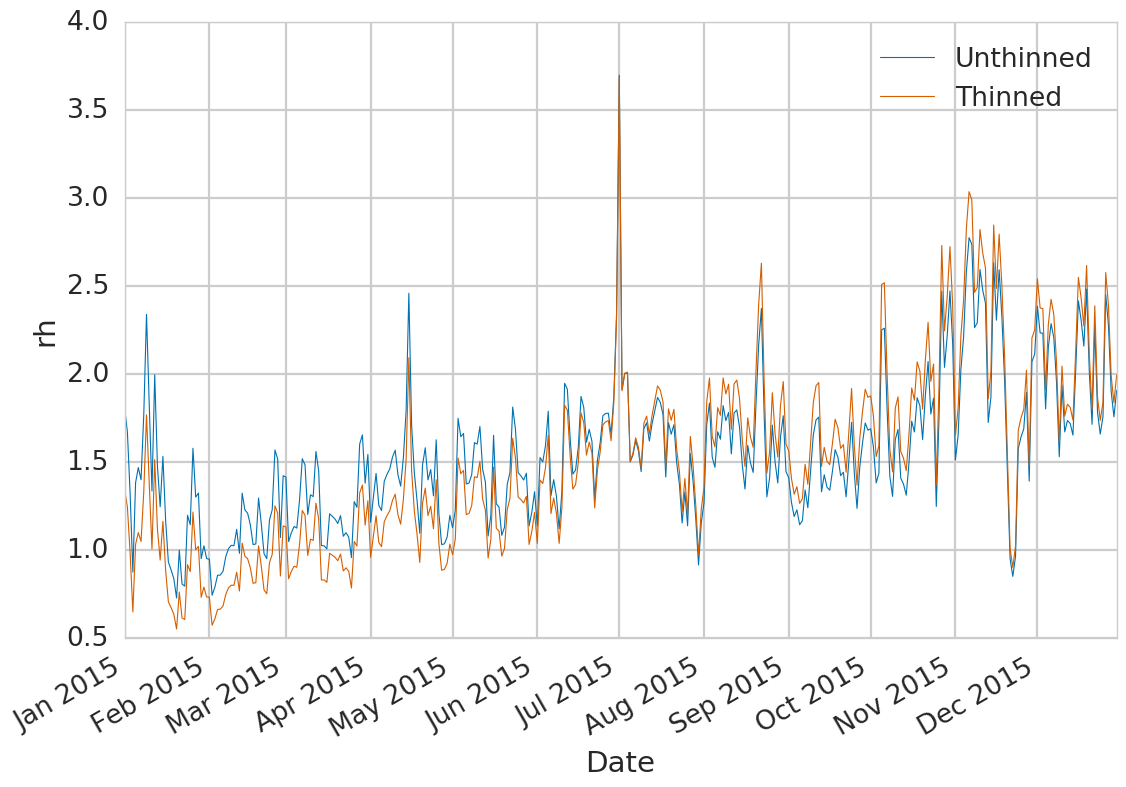 4.0
3.5
3.0
2.5
2.0
1.5
1.0
0.5
rh
Unthinned
Thinned
Jan 2015
Feb 2015
Mar 2015
Apr 2015
May 2015
Jun 2015
Jul 2015
Aug 2015
Sep 2015
Oct 2015
Nov 2015
Dec 2015
Date